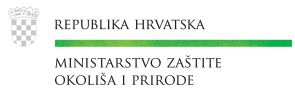 REPUBLIKA HRVATSKA
MINISTARSTVO ZAŠTITE
OKOLIŠA I PRIRODE